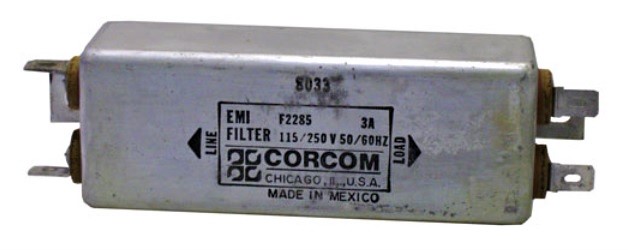 8033
EMI F2285 3A
FILTER 115/250 V 50/60HZ
LINE
LOAD
CORCOM
CHICAGO, IL., U.S.A.
MADE IN MEXICO